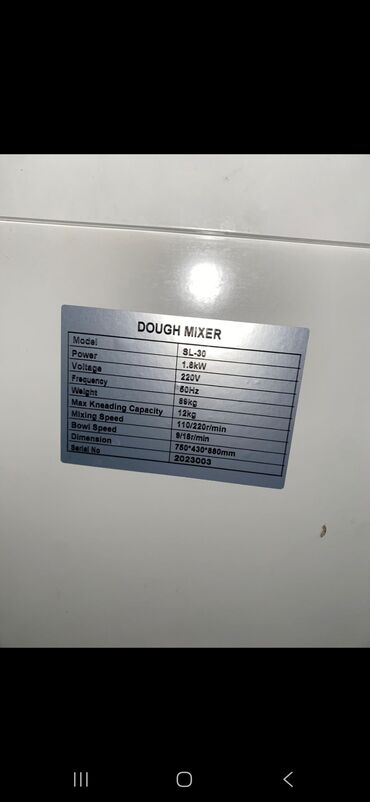 DOUGH MIXER
Model SL-30
Power 1.8kW
Voltage 220V
Frequency 50Hz
Weight 89kg
Max Kneading Capacity 12kg
Mixing Speed 110/220r/min
Bowl Speed 9/18r/min
Dimension 750*430*880mm
Serial No 2023003